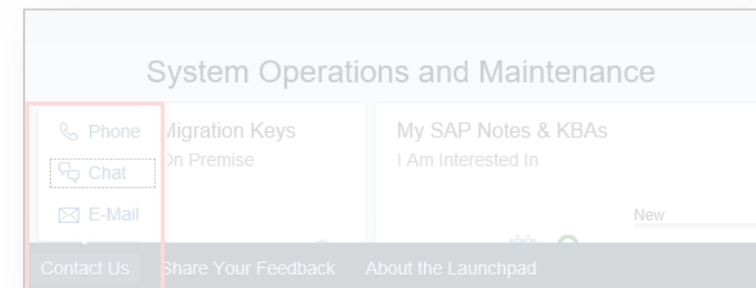 System Operations and Maintenance
Phone
Chat
E-Mail
Migration Keys
On Premise
My SAP Notes & KBAs
I Am Interested In
New
Contact Us
Share Your Feedback
About the Launchpad